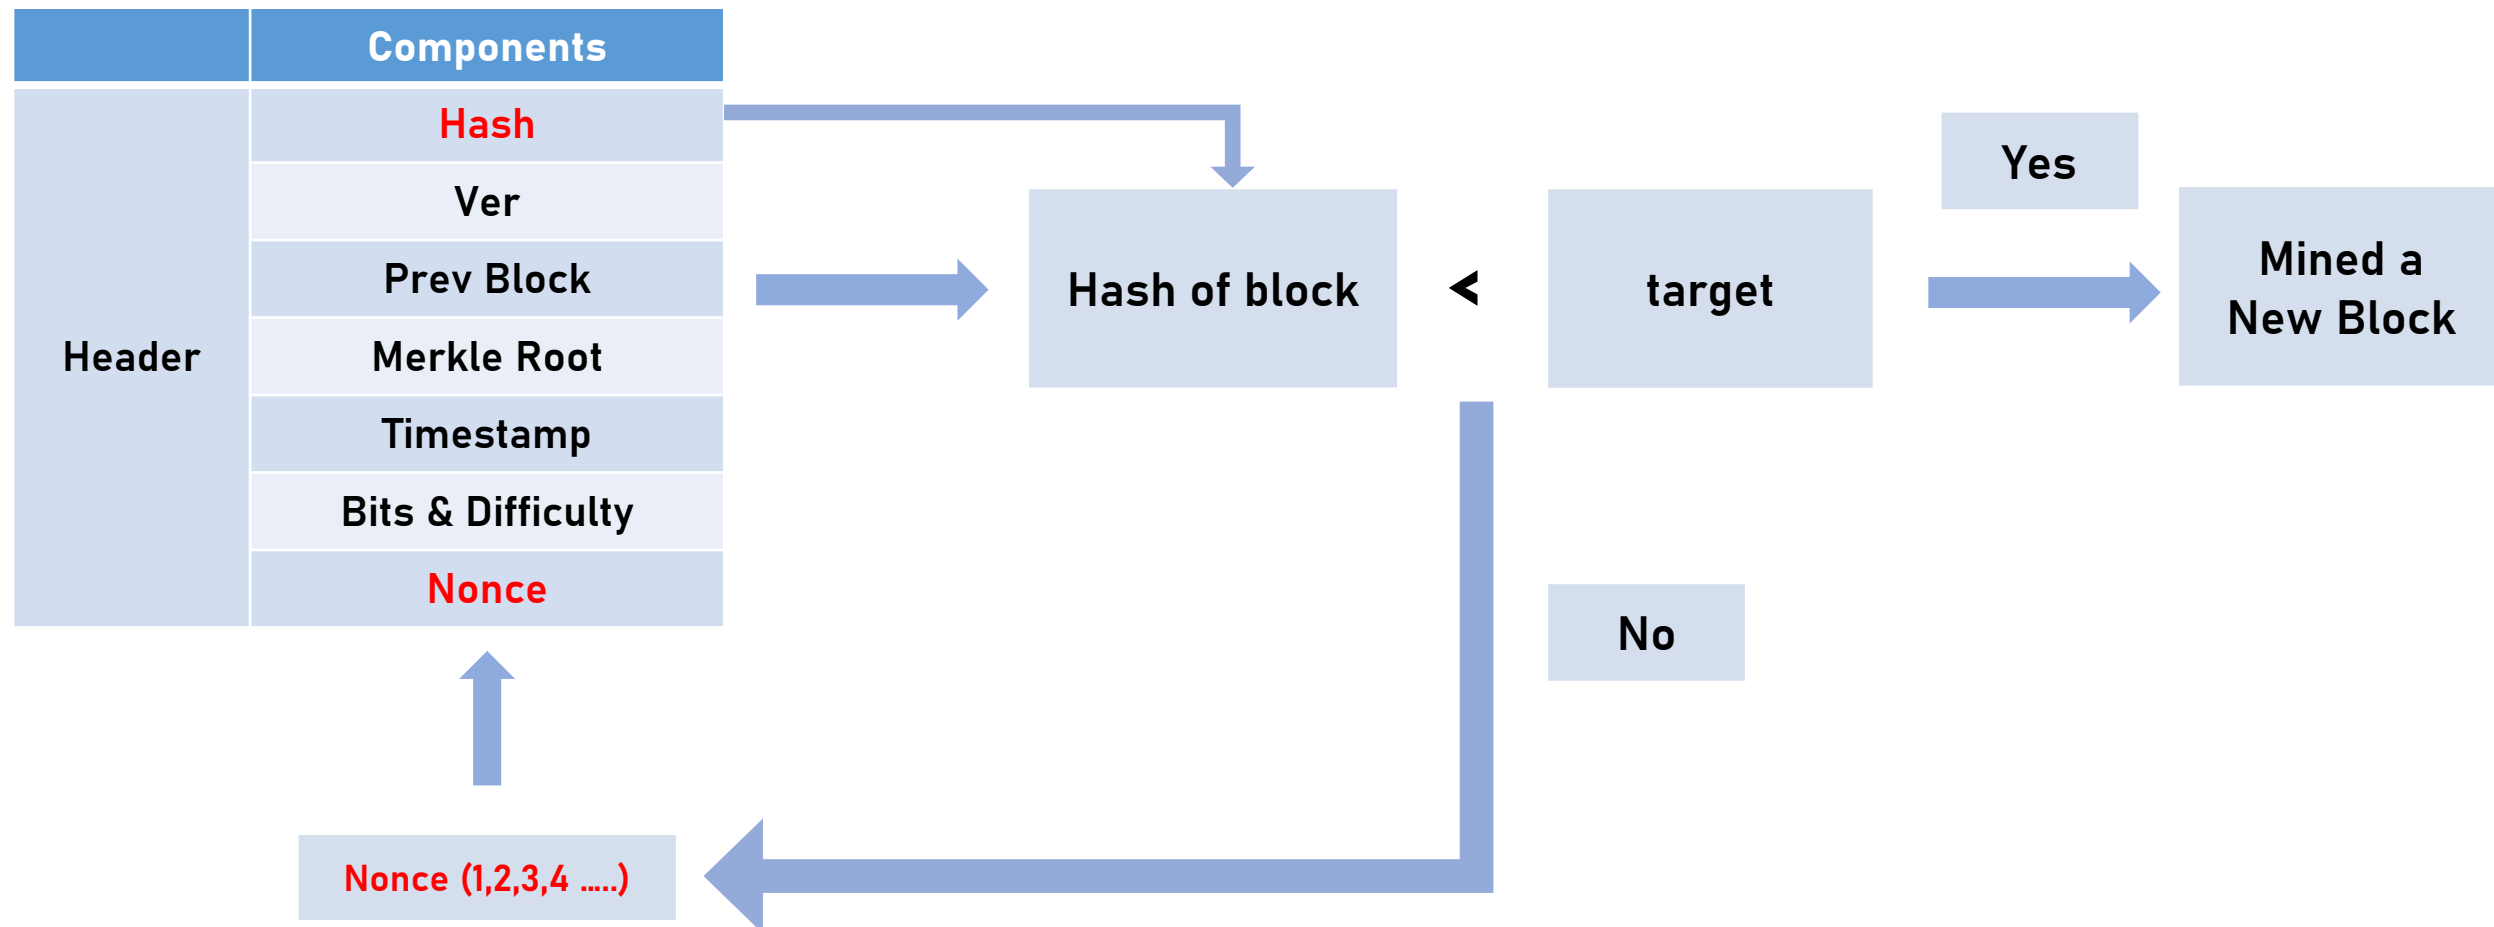 Components
Header
Hash
Ver
Prev Block
Merkle Root
Timestamp
Bits & Difficulty
Nonce
Hash of block
<
target
Yes
Mined a
New Block
No
Nonce (1,2,3,4 .....)